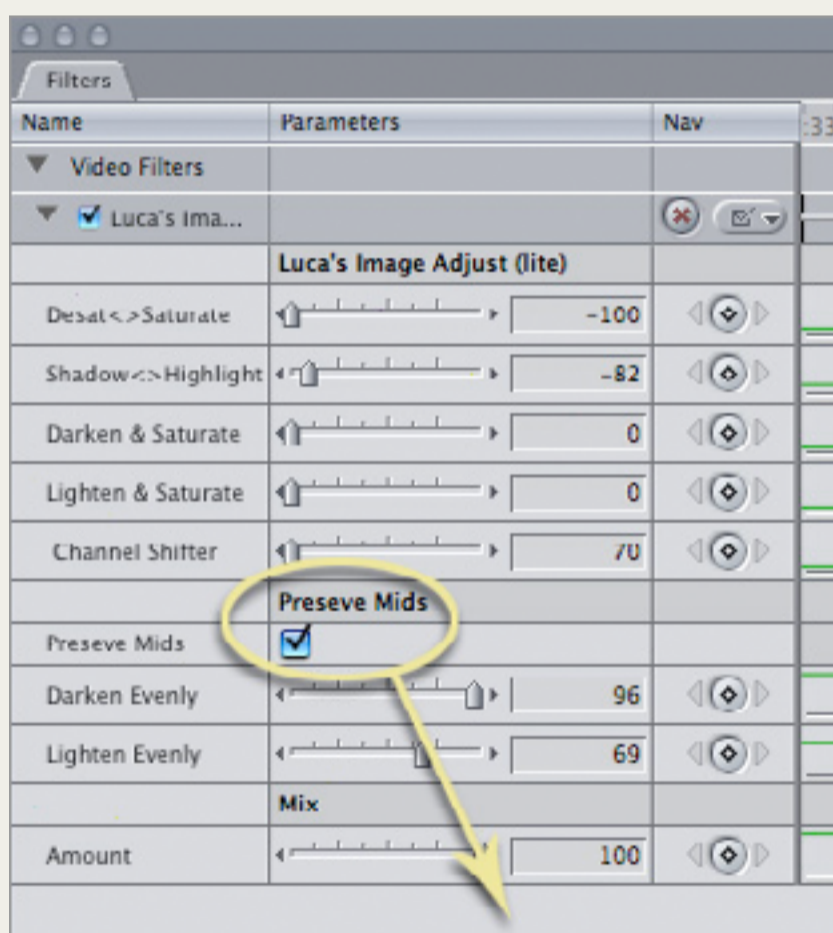 Filters
Name Parameters Nav :33
Video Filters
Luca's Ima...
Luca's Image Adjust (lite)
Desat<>Saturate -100
Shadow<>Highlight -82
Darken & Saturate 0
Lighten & Saturate 0
Channel Shifter 70
Preseve Mids
Preseve Mids
Darken Evenly 96
Lighten Evenly 69
Mix
Amount 100